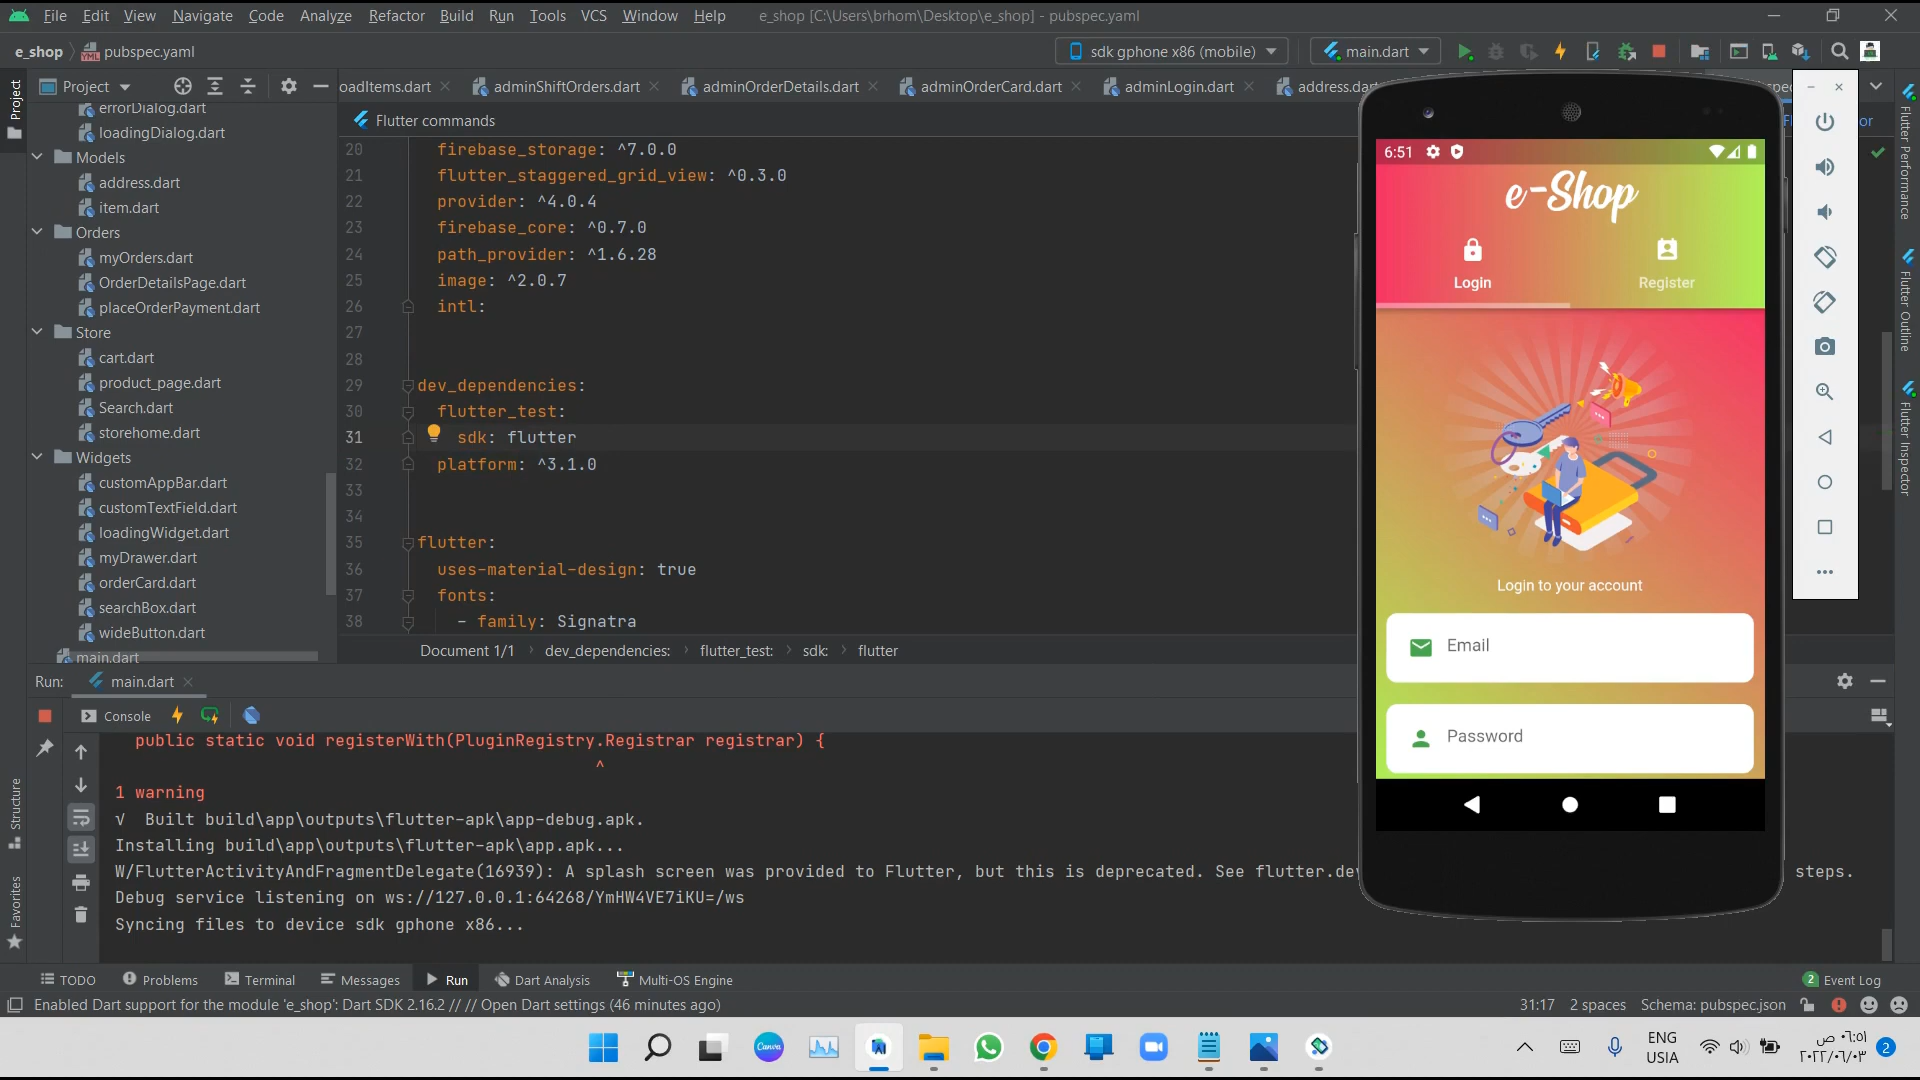 File Edit View Navigate Code Analyze Refactor Build Run Tools VCS Window Help e_shop [C:\Users\brhom\Desktop\e_shop] - pubspec.yaml
e_shop pubspec.yaml sdk gphone x86 (mobile) main.dart
Project
oadItems.dart adminShiftOrders.dart adminOrderDetails.dart adminOrderCard.dart adminLogin.dart address.dart
Flutter commands
Project
errorDialog.dart
loadingDialog.dart
Models
address.dart
item.dart
Orders
myOrders.dart
OrderDetailsPage.dart
placeOrderPayment.dart
Store
cart.dart
product_page.dart
Search.dart
storehome.dart
Widgets
customAppBar.dart
customTextField.dart
loadingWidget.dart
myDrawer.dart
orderCard.dart
searchBox.dart
wideButton.dart
main.dart
20 firebase_storage: ^7.0.0
21 flutter_staggered_grid_view: ^0.3.0
22 provider: ^4.0.4
23 firebase_core: ^0.7.0
24 path_provider: ^1.6.28
25 image: ^2.0.7
26 intl:
27
28
29 dev_dependencies:
30 flutter_test:
31 sdk: flutter
32 platform: ^3.1.0
33
34
35 flutter:
36 uses-material-design: true
37 fonts:
38 - family: Signatra
Document 1/1 dev_dependencies: flutter_test: sdk: flutter
6:51
e-Shop
Login Register
Login to your account
Email
Password
Flutter Performance
Flutter Outline
Flutter Inspector
Run: main.dart
Console
public static void registerWith(PluginRegistry.Registrar registrar) {
^
1 warning
√ Built build\app\outputs\flutter-apk\app-debug.apk.
Installing build\app\outputs\flutter-apk\app.apk...
W/FlutterActivityAndFragmentDelegate(16939): A splash screen was provided to Flutter, but this is deprecated. See flutter.dev steps.
Debug service listening on ws://127.0.0.1:64268/YmHW4VE7iKU=/ws
Syncing files to device sdk gphone x86...
Structure
Favorites
TODO Problems Terminal Messages Run Dart Analysis Multi-OS Engine 2 Event Log
Enabled Dart support for the module 'e_shop': Dart SDK 2.16.2 // // Open Dart settings (46 minutes ago) 31:17 2 spaces Schema: pubspec.json
Canva
ENG
USIA
٠٦:٥١ ص
٢٠٢٢/٠٦/٠٣
2